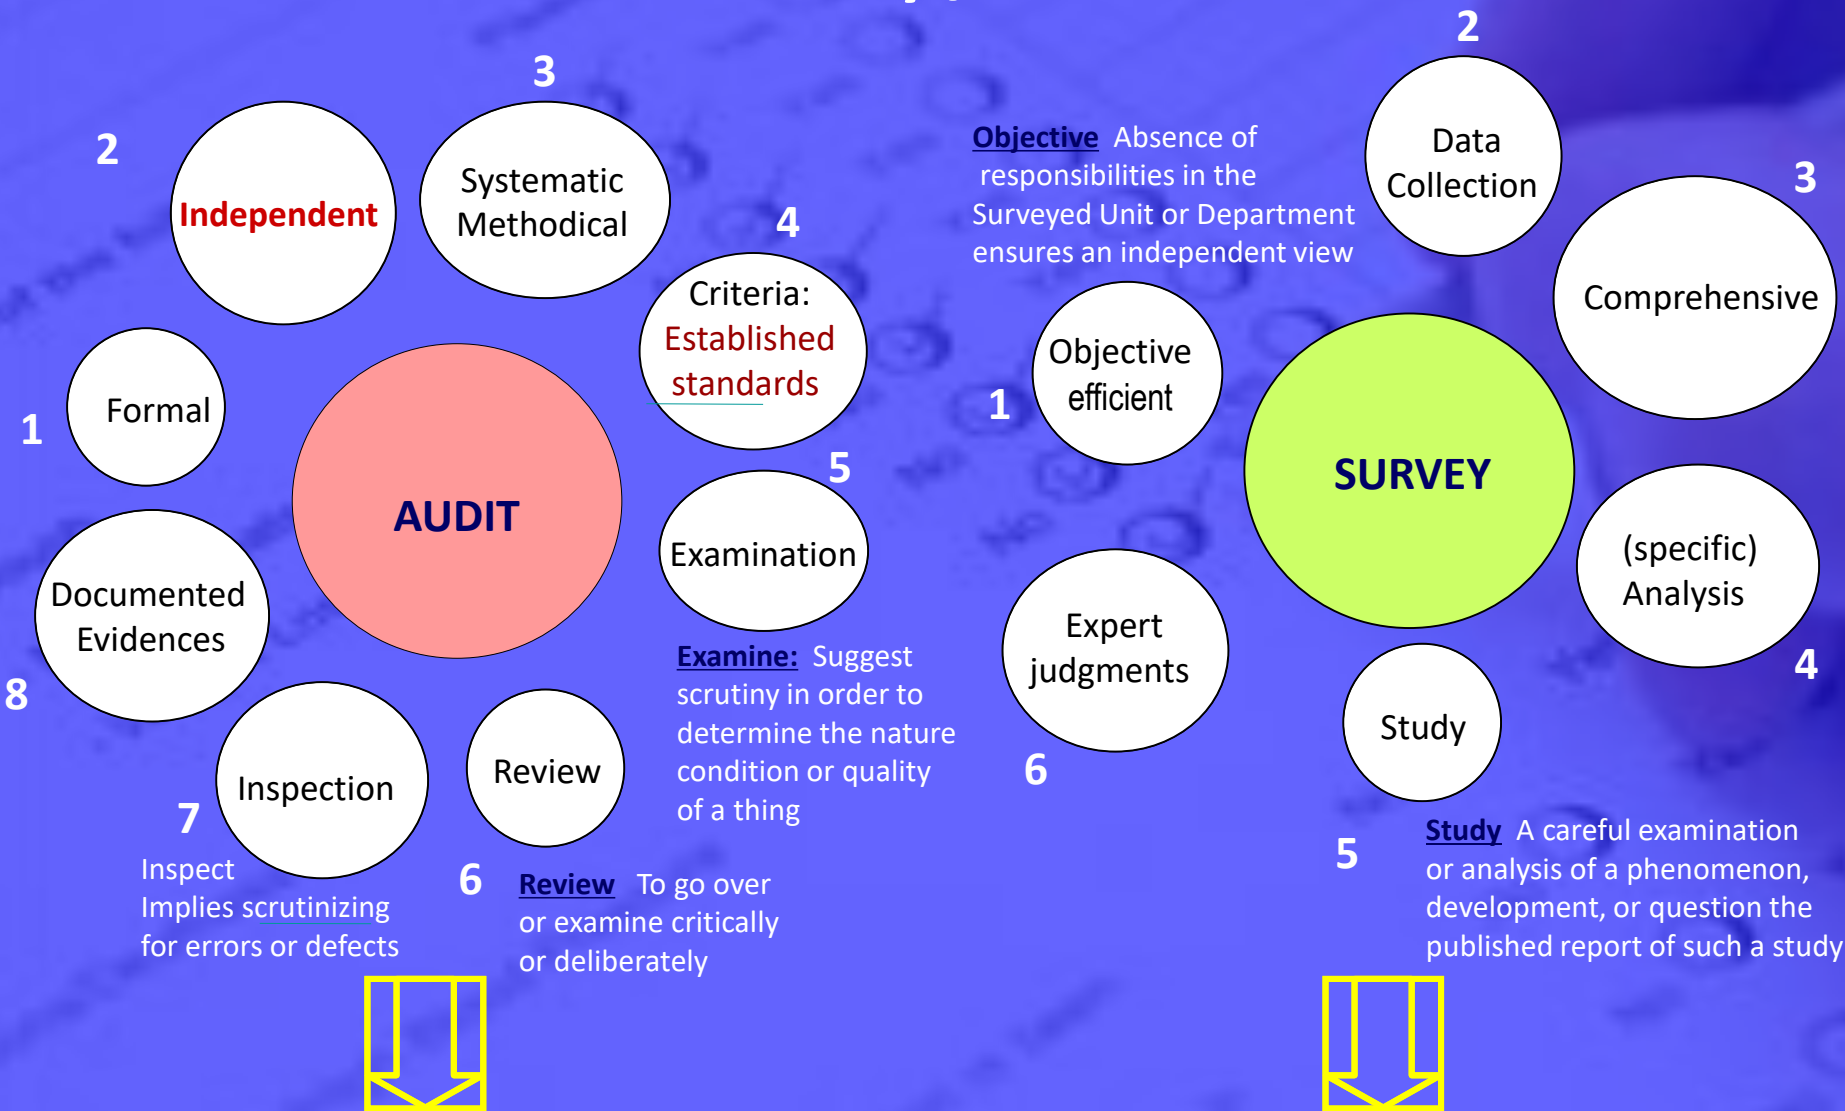 3
2
Independent
Systematic
Methodical
4
Criteria:
Established
standards
1
Formal
AUDIT
5
Examination
Documented
Evidences
8
Examine: Suggest
scrutiny in order to
determine the nature
condition or quality
of a thing
Inspection
7
Inspect
Implies scrutinizing
for errors or defects
Review
6
Review To go over
or examine critically
or deliberately
2
Data
Collection
Objective Absence of
responsibilities in the
Surveyed Unit or Department
ensures an independent view
3
Comprehensive
1
Objective
efficient
SURVEY
(specific)
Analysis
4
Expert
judgments
6
Study
5
Study A careful examination
or analysis of a phenomenon,
development, or question the
published report of such a study